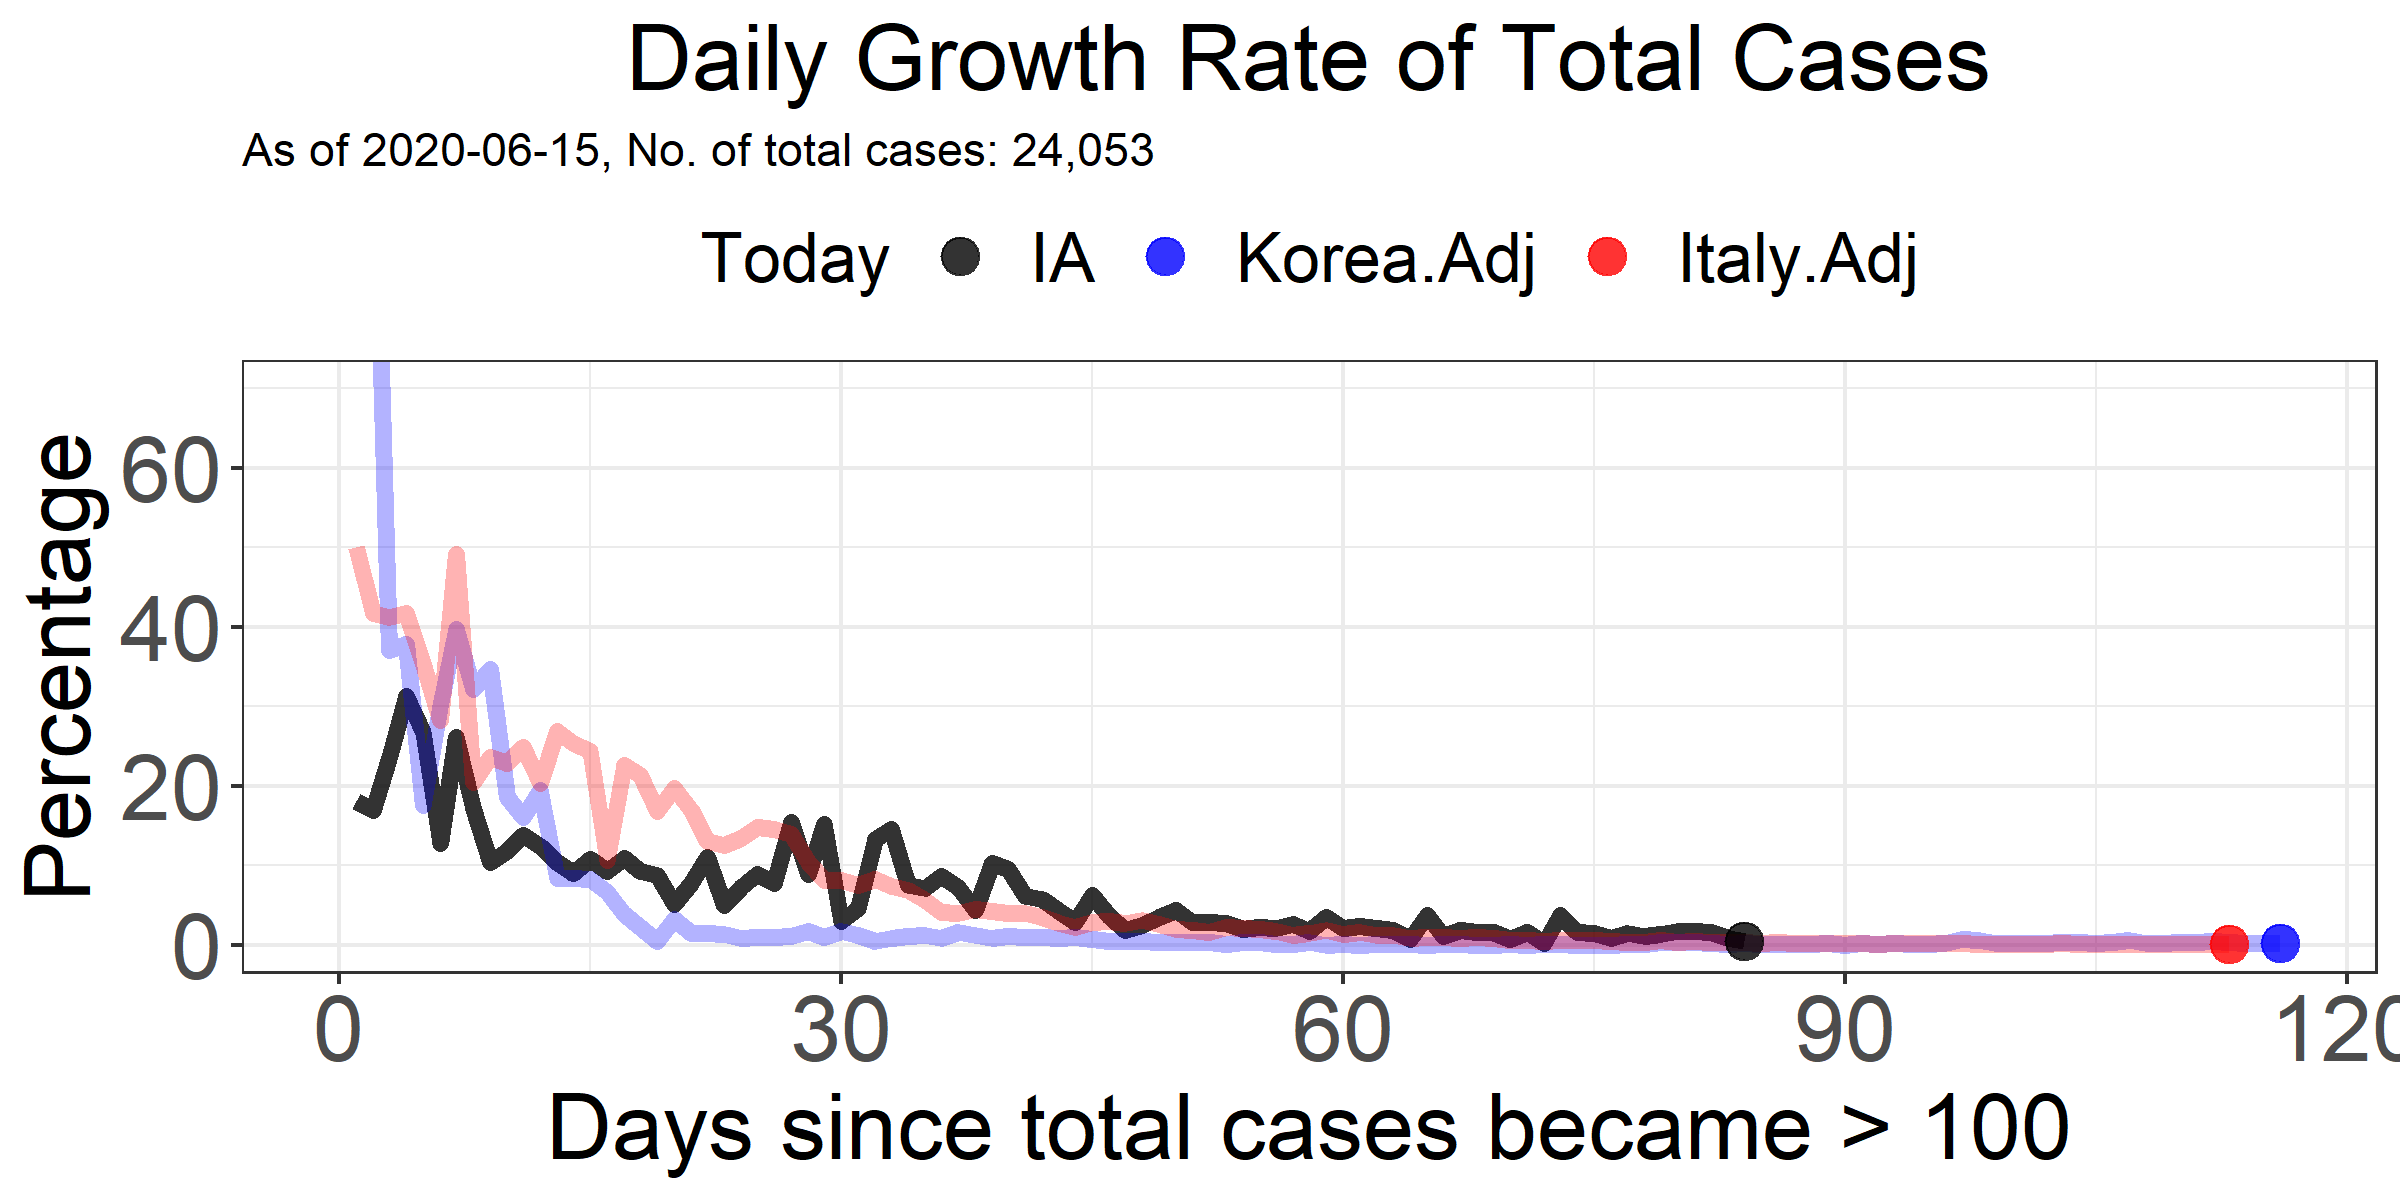 Daily Growth Rate of Total Cases
As of 2020-06-15, No. of total cases: 24,053
Today IA Korea.Adj Italy.Adj
Percentage
60
40
20
0
0 30 60 90 120
Days since total cases became > 100